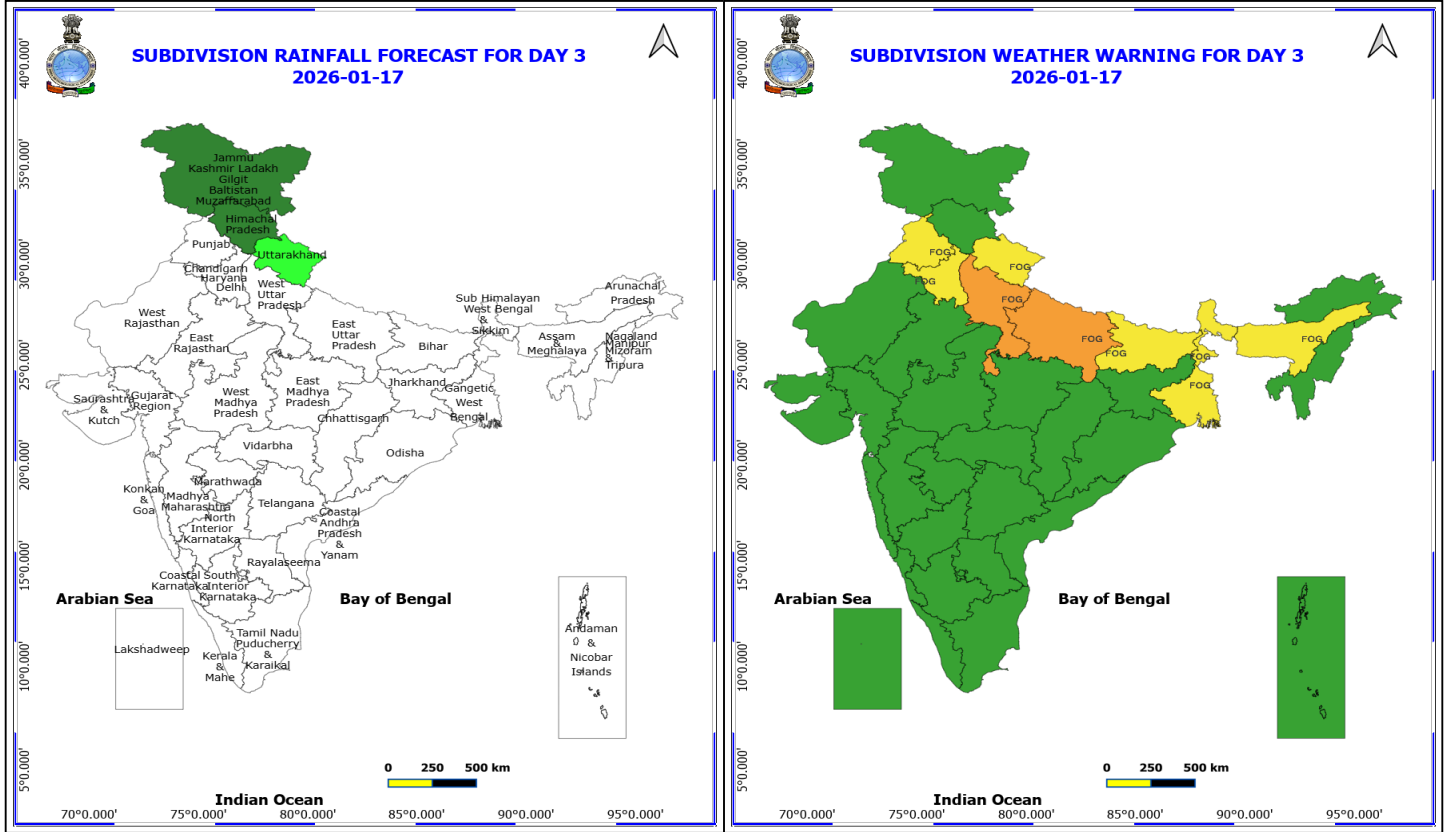 SUBDIVISION RAINFALL FORECAST FOR DAY 3
2026-01-17
40°0.000'
35°0.000'
30°0.000'
25°0.000'
20°0.000'
15°0.000'
10°0.000'
5°0.000'
Jammu
Kashmir Ladakh
Gilgit
Baltistan
Muzaffarabad
Himachal
Pradesh
Punjab
Uttarakhand
Chandigarh
Haryana
Delhi
West
Uttar
Pradesh
Arunachal
Pradesh
Sub Himalayan
West Bengal
&
Sikkim
West
Rajasthan
East
Rajasthan
East
Uttar
Pradesh
Bihar
Assam
&
Meghalaya
Nagaland
Manipur
Mizoram
&
Tripura
Saurashtra
&
Kutch
Gujarat
Region
West
Madhya
Pradesh
East
Madhya
Pradesh
Jharkhand
Gangetic
West
Bengal
Chhattisgarh
Vidarbha
Odisha
Konkan
&
Goa
Marathwada
Madhya
Maharashtra
Telangana
North
Interior
Karnataka
Coastal
Andhra
Pradesh
&
Yanam
Rayalaseema
Coastal
Karnataka
South
Interior
Karnataka
Arabian Sea
Bay of Bengal
Lakshadweep
Tamil Nadu
Puducherry
&
Karaikal
Kerala
&
Mahe
Andaman
&
Nicobar
Islands
0 250 500 km
Indian Ocean
70°0.000' 75°0.000' 80°0.000' 85°0.000' 90°0.000' 95°0.000'
SUBDIVISION WEATHER WARNING FOR DAY 3
2026-01-17
40°0.000'
35°0.000'
30°0.000'
25°0.000'
20°0.000'
15°0.000'
10°0.000'
5°0.000'
FOG
FOG
FOG
FOG
FOG
FOG
FOG
FOG
FOG
Arabian Sea
Bay of Bengal
0 250 500 km
Indian Ocean
70°0.000' 75°0.000' 80°0.000' 85°0.000' 90°0.000' 95°0.000'